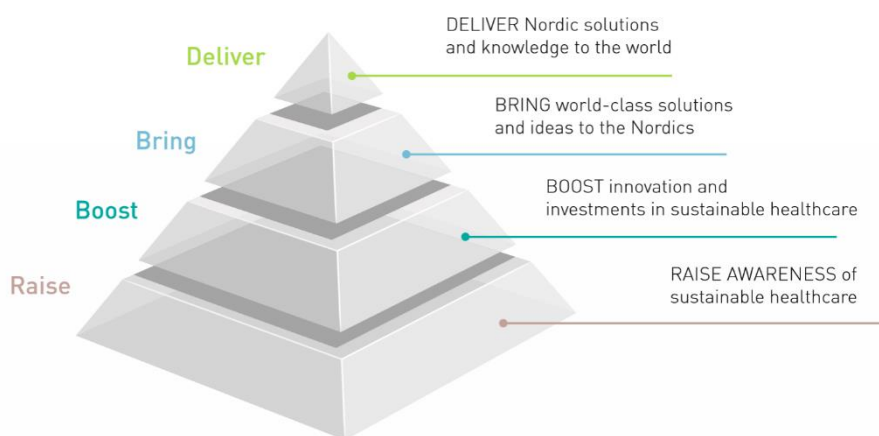 Deliver
DELIVER Nordic solutions
and knowledge to the world
Bring
BRING world-class solutions
and ideas to the Nordics
Boost
BOOST innovation and
investments in sustainable healthcare
Raise
RAISE AWARENESS of
sustainable healthcare